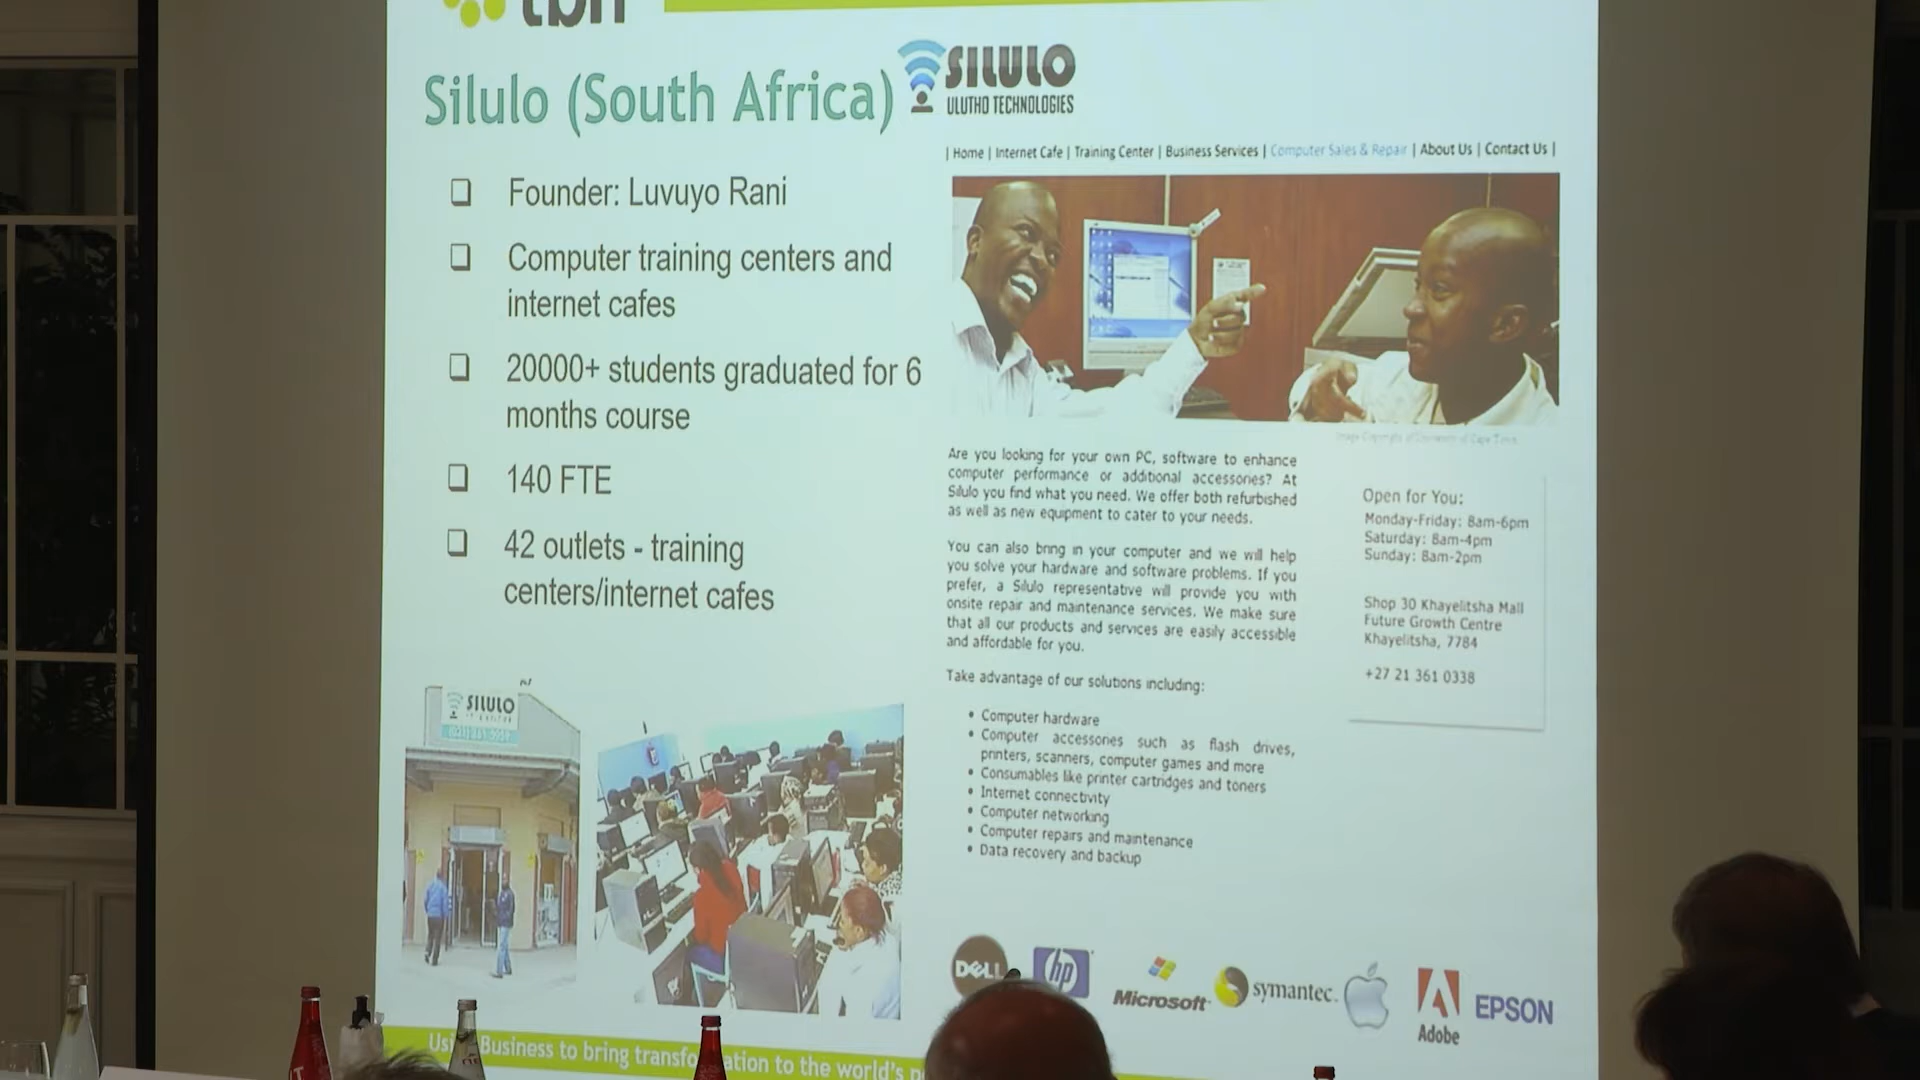 tbn
Silulo (South Africa)
SILULO
ULUTHO TECHNOLOGIES
| Home | Internet Cafe | Training Center | Business Services | Computer Sales & Repair | About Us | Contact Us |
❑ Founder: Luvuyo Rani
❑ Computer training centers and
internet cafes
❑ 20000+ students graduated for 6
months course
❑ 140 FTE
❑ 42 outlets - training
centers/internet cafes
Image Copyright of University of Cape Town
Are you looking for your own PC, software to enhance
computer performance or additional accessories? At
Silulo you find what you need. We offer both refurbished
as well as new equipment to cater to your needs.
You can also bring in your computer and we will help
you solve your hardware and software problems. If you
prefer, a Silulo representative will provide you with
onsite repair and maintenance services. We make sure
that all our products and services are easily accessible
and affordable for you.
Take advantage of our solutions including:
• Computer hardware
• Computer accessories such as flash drives,
printers, scanners, computer games and more
• Consumables like printer cartridges and toners
• Internet connectivity
• Computer networking
• Computer repairs and maintenance
• Data recovery and backup
Open for You:
Monday-Friday: 8am-6pm
Saturday: 8am-4pm
Sunday: 8am-2pm
Shop 30 Khayelitsha Mall
Future Growth Centre
Khayelitsha, 7784
+27 21 361 0338
SILULO
DELL
hp
Microsoft
symantec.
Adobe
EPSON
Business to bring to the world's